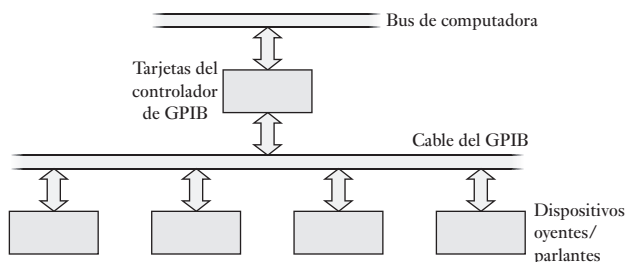 Bus de computadora
Tarjetas del
controlador
de GPIB
Cable del GPIB
Dispositivos
oyentes/
parlantes